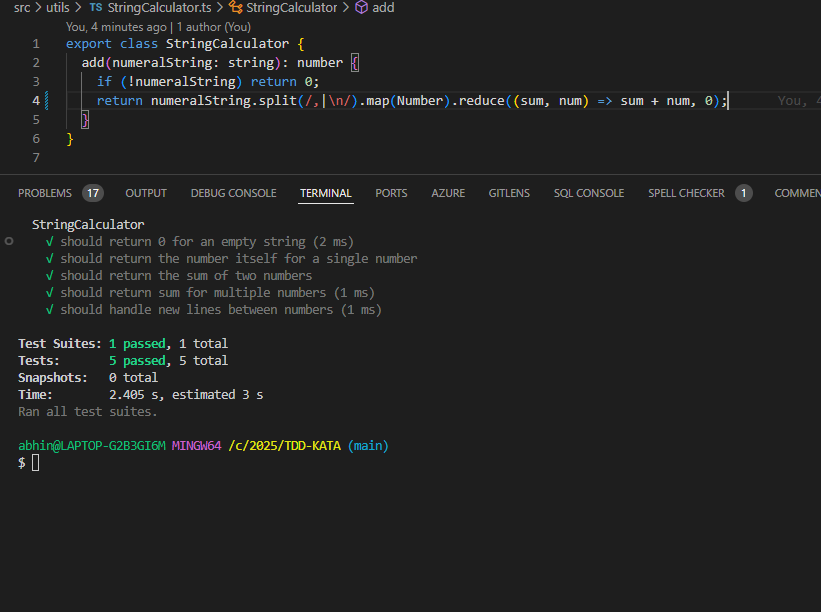 src > utils > TS StringCalculator.ts > StringCalculator > add
You, 4 minutes ago | 1 author (You)
1 export class StringCalculator {
2 add(numeralString: string): number {
3 if (!numeralString) return 0;
4 return numeralString.split(/,|\n/).map(Number).reduce((sum, num) => sum + num, 0); You, 4
5 }
6 }
7
PROBLEMS 17 OUTPUT DEBUG CONSOLE TERMINAL PORTS AZURE GITLENS SQL CONSOLE SPELL CHECKER 1 COMMEN
StringCalculator
√ should return 0 for an empty string (2 ms)
√ should return the number itself for a single number
√ should return the sum of two numbers
√ should return sum for multiple numbers (1 ms)
√ should handle new lines between numbers (1 ms)
Test Suites: 1 passed, 1 total
Tests: 5 passed, 5 total
Snapshots: 0 total
Time: 2.405 s, estimated 3 s
Ran all test suites.
abhin@LAPTOP-G2B3GI6M MINGW64 /c/2025/TDD-KATA (main)
$